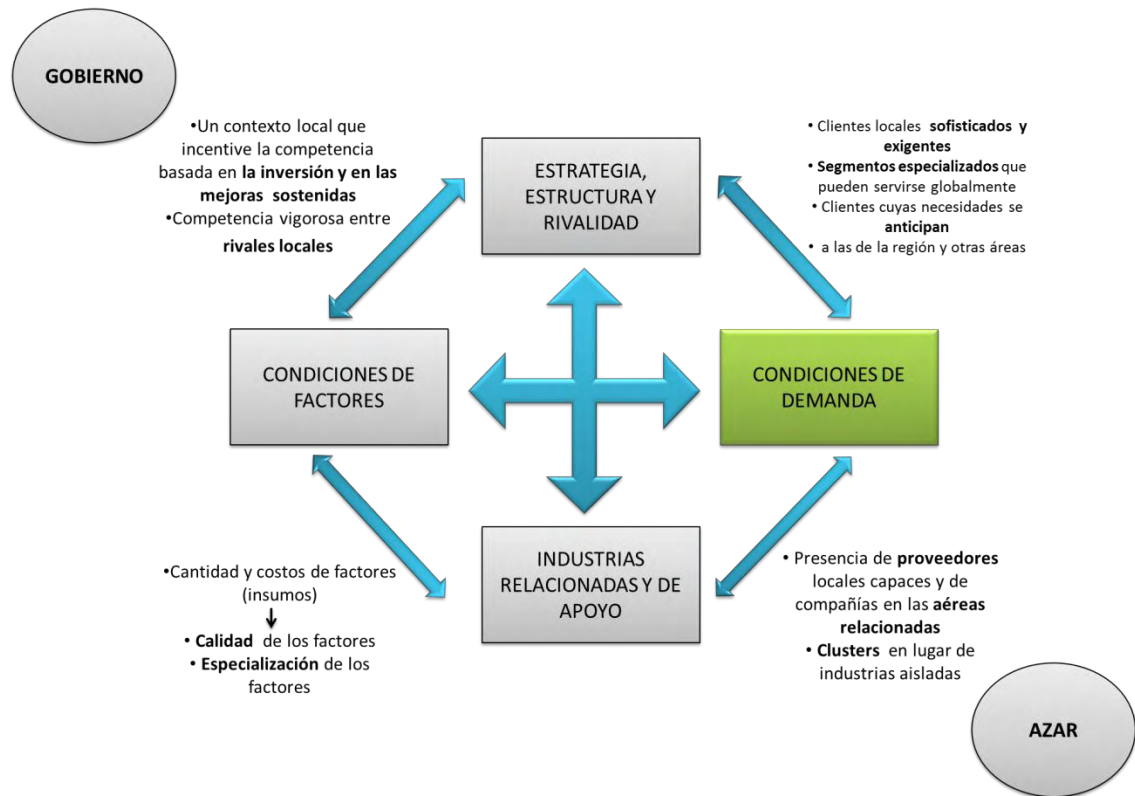 GOBIERNO
•Un contexto local que
incentive la competencia
basada en la inversión y en las
mejoras sostenidas
•Competencia vigorosa entre
rivales locales
ESTRATEGIA,
ESTRUCTURA Y
RIVALIDAD
• Clientes locales sofisticados y
exigentes
• Segmentos especializados que
pueden servirse globalmente
• Clientes cuyas necesidades se
anticipan
• a las de la región y otras áreas
CONDICIONES DE
FACTORES
CONDICIONES DE
DEMANDA
•Cantidad y costos de factores
(insumos)
• Calidad de los factores
• Especialización de los
factores
INDUSTRIAS
RELACIONADAS Y DE
APOYO
• Presencia de proveedores
locales capaces y de
compañías en las aéreas
relacionadas
• Clusters en lugar de
industrias aisladas
AZAR